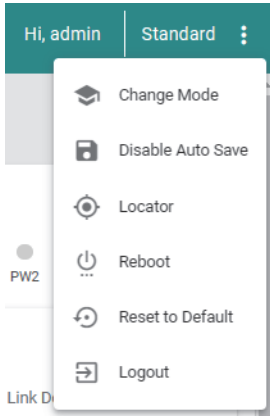 Hi, admin
Standard
Change Mode
Disable Auto Save
Locator
Reboot
PW2
Reset to Default
Logout
Link D